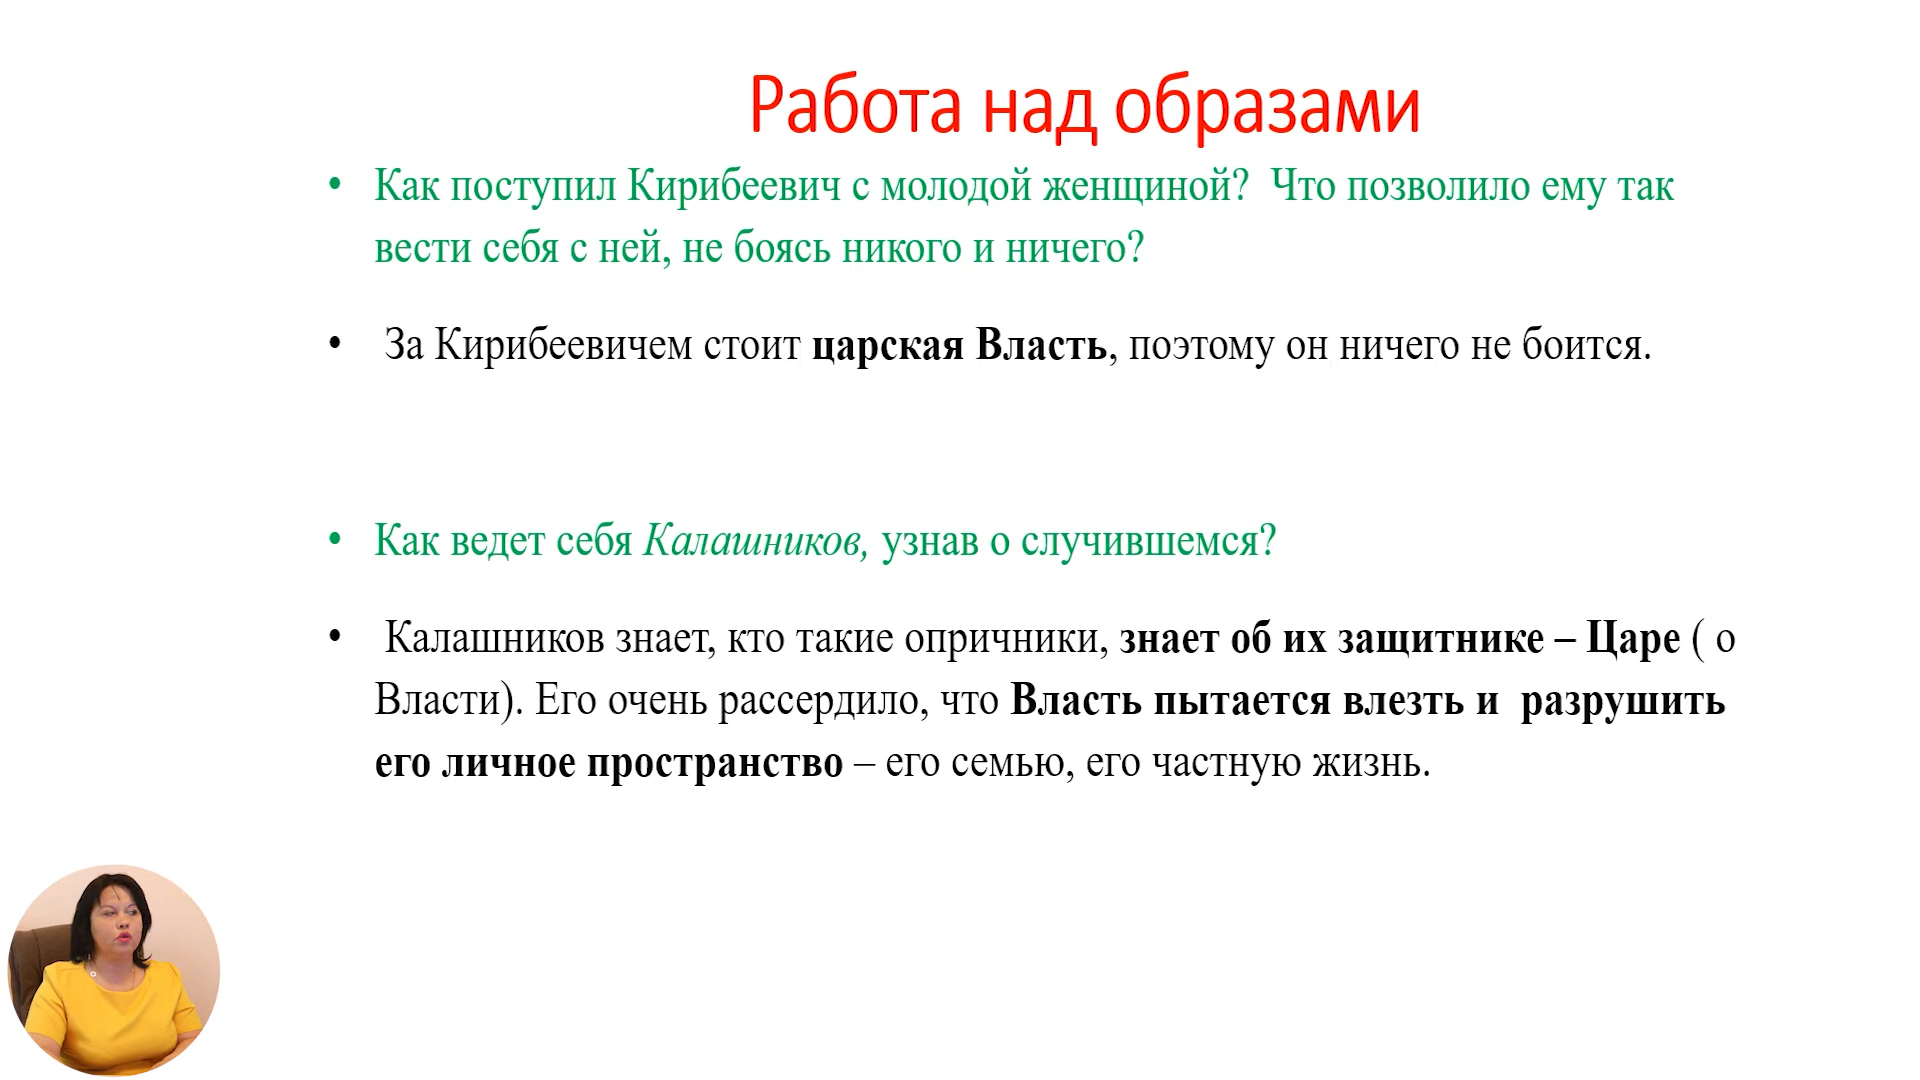 Работа над образами
• Как поступил Кирибеевич с молодой женщиной?  Что позволило ему так
вести себя с ней, не боясь никого и ничего?
•  За Кирибеевичем стоит царская Власть, поэтому он ничего не боится.
• Как ведет себя Калашников, узнав о случившемся?
•  Калашников знает, кто такие опричники, знает об их защитнике – Царе ( о
Власти). Его очень рассердило, что Власть пытается влезть и  разрушить
его личное пространство – его семью, его частную жизнь.